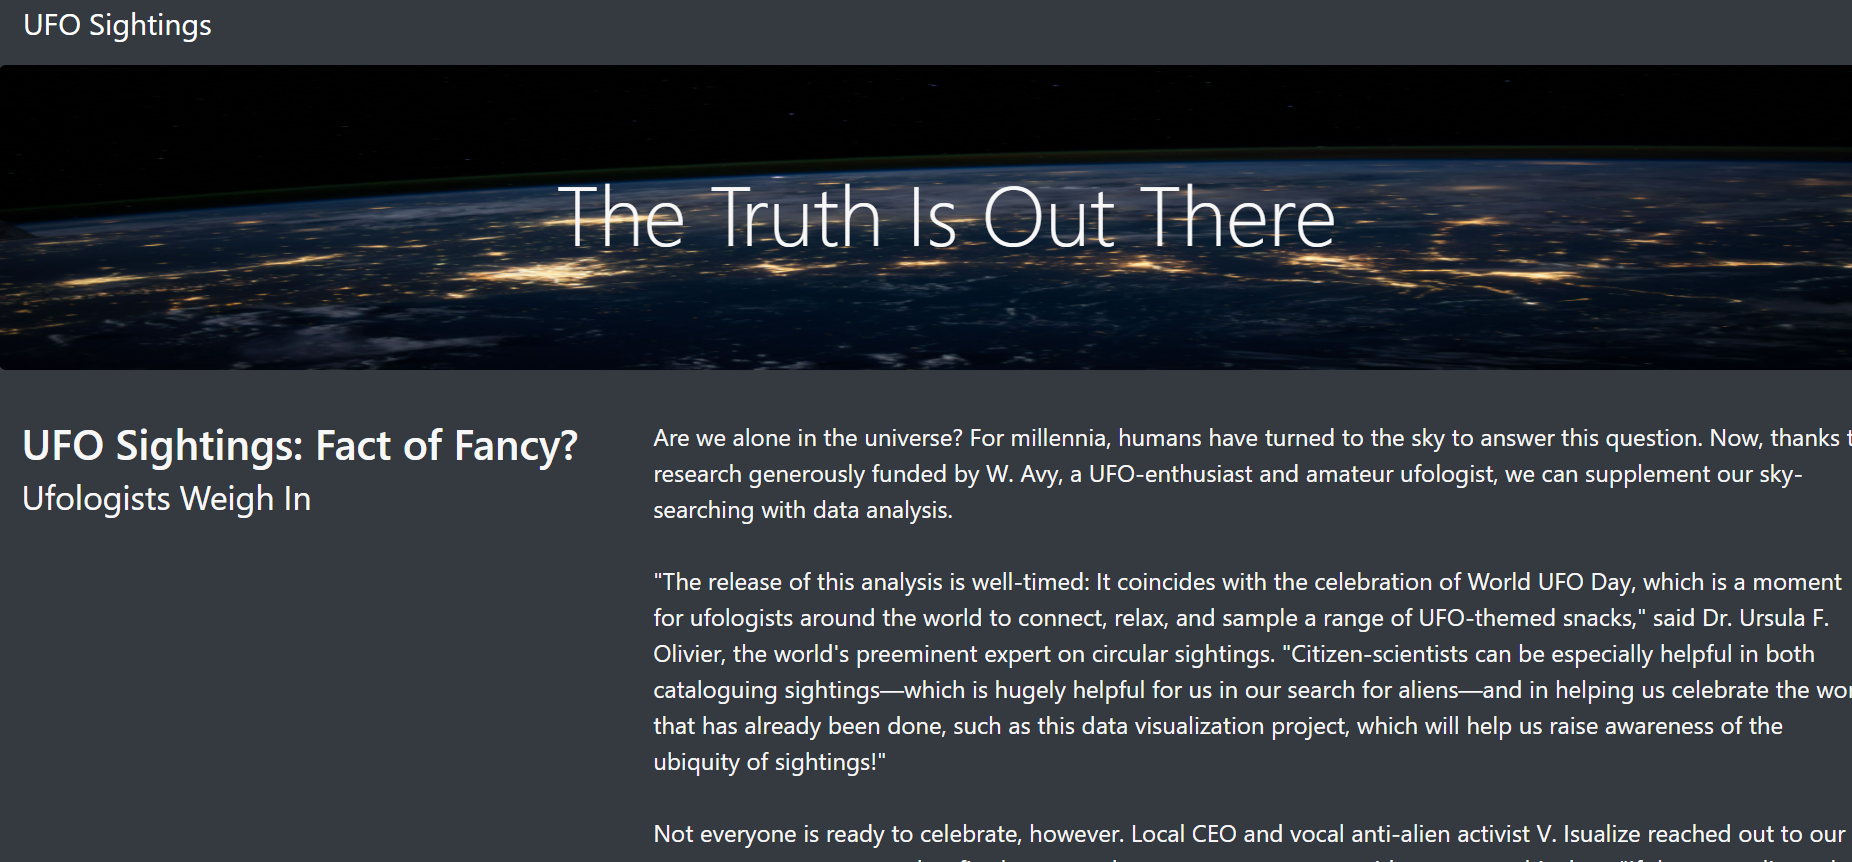 UFO Sightings
The Truth Is Out There
UFO Sightings: Fact of Fancy?
Ufologists Weigh In
Are we alone in the universe? For millennia, humans have turned to the sky to answer this question. Now, thanks
research generously funded by W. Avy, a UFO-enthusiast and amateur ufologist, we can supplement our sky-
searching with data analysis.
"The release of this analysis is well-timed: It coincides with the celebration of World UFO Day, which is a moment
for ufologists around the world to connect, relax, and sample a range of UFO-themed snacks," said Dr. Ursula F.
Olivier, the world's preeminent expert on circular sightings. "Citizen-scientists can be especially helpful in both
cataloguing sightings—which is hugely helpful for us in our search for aliens—and in helping us celebrate the
that has already been done, such as this data visualization project, which will help us raise awareness of the
ubiquity of sightings!"
Not everyone is ready to celebrate, however. Local CEO and vocal anti-alien activist V. Isualize reached out to our